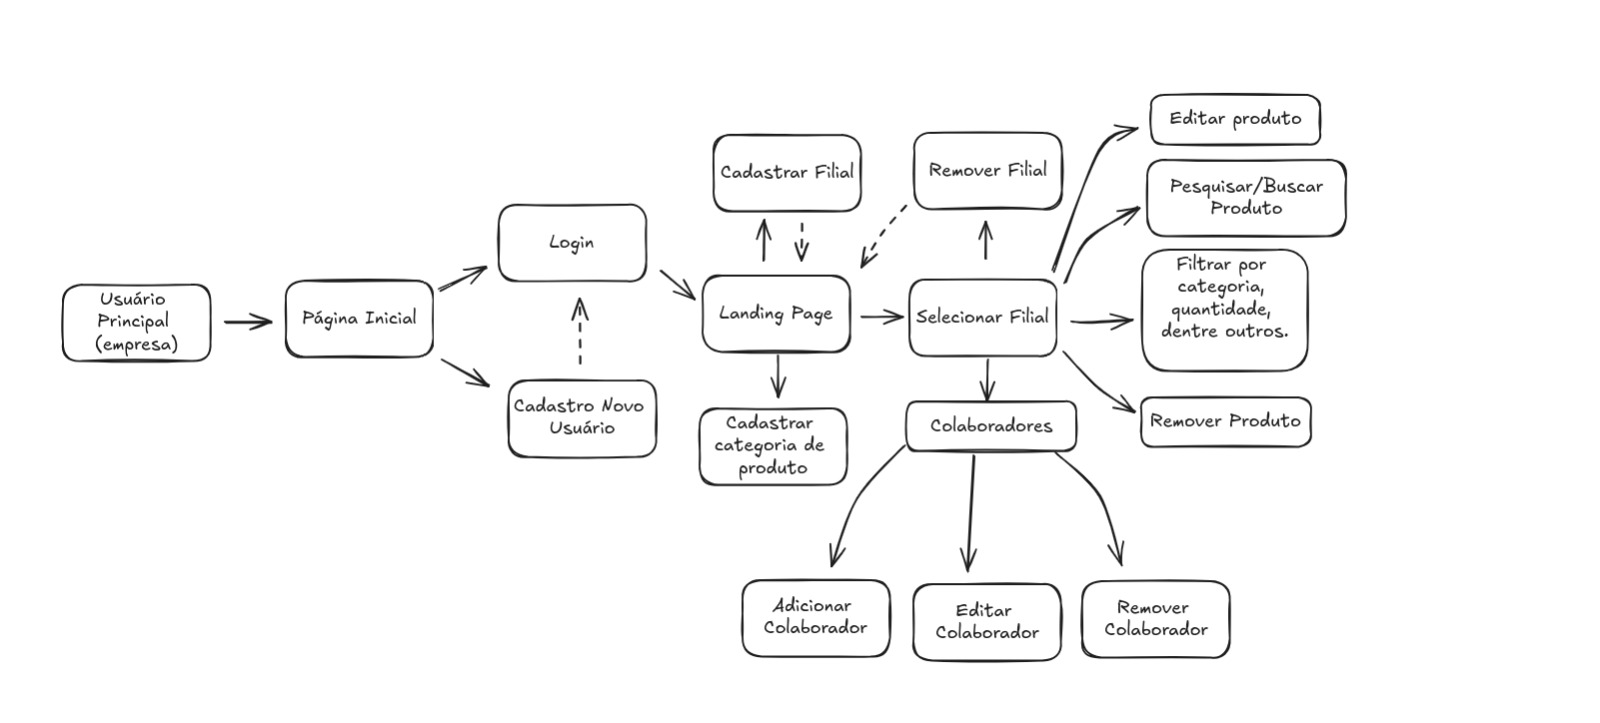 Usuário
Principal
(empresa)
Página Inicial
Login
Cadastro Novo
Usuário
Cadastrar Filial
Landing Page
Cadastrar
categoria de
produto
Remover Filial
Selecionar Filial
Colaboradores
Editar produto
Pesquisar/Buscar
Produto
Filtrar por
categoria,
quantidade,
dentre outros.
Remover Produto
Adicionar
Colaborador
Editar
Colaborador
Remover
Colaborador